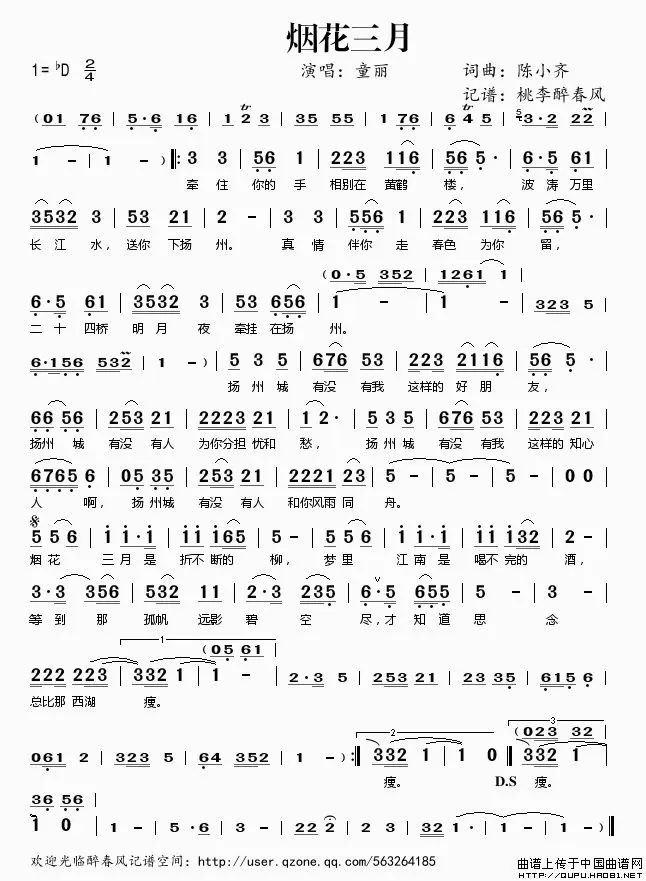 烟花三月
1=♭D 2/4 演唱：童丽 词曲：陈小齐
记谱：桃李醉春风
(01 76 | 5·6 16 | 1 2 3 | 35 55 | 1 76 | 6 4 5 | 3·2 22 |
1 - | 1 - ) ‖: 3 3 | 56 1 | 223 116 | 56 5· | 6·5 61 |
牵 住 你的 手 相别在 黄鹤 楼， 波 涛 万里
3532 3 | 53 21 | 2 - | 3 - 3 | 556 1 | 223 116 | 56 5· |
长 江 水，送你 下扬 州。 真 情 伴你 走 春色 为你 留，
(0·5 352 | 1261 1 |
6·5 61 | 3532 3 | 53 656 | 1 - | 1 - | 323 5 |
二十 四桥 明月 夜 牵挂 在扬 州。
6·156 532 | 1 - ) | 5 3 5 | 676 53 | 223 2116 | 56 5· |
扬 州 城 有没 有我 这样的 好 朋 友，
66 56 | 253 21 | 2223 21 | 1 2· | 5 3 5 | 676 53 | 223 21 |
扬州 城 有没 有人 为你分担 忧和 愁， 扬 州 城 有没 有我 这样的 知心
6765 6 | 05 35 | 253 21 | 2221 23 | 5 - | 5 - | 5 - | 0 0 |
人 啊， 扬 州城 有没 有人 和你风雨 同 舟。
5 5 6 | 1 1·1 | 11 165 | 5 5 6 | 1 1·1 | 11 132 | 2 - |
烟 花 三月 是 折不 断的 柳， 梦 里 江南 是 喝不 完的 酒，
3·3 356 | 532 11 | 2·3 235 | 6·5 655 | 5 - | 3 - |
等 到 那 孤帆 远影 碧 空 尽，才 知道 思 念
1
(05 61 |
222 223 | 332 1 | 1 - | 2·3 5 | 253 21 | 23 35 | 615 6 |
总比那 西湖 瘦。
2 3
(023 32 |
061 2 | 323 5 | 64 352 | 1 - ) :‖ 332 1 | 1 0 ‖ 332 1 |
瘦。 D.S 瘦。
36 56 |
欢迎光临醉春风记谱空间：http://user.qzone.qq.com/563264185
曲谱上传于中国曲谱网
HTTP://QUPU.HAO81.NET